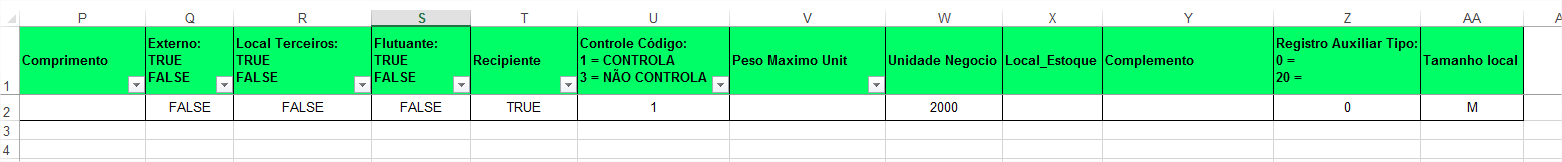 P Q R S T U V W X Y Z AA A
1
Comprimento
Externo:
TRUE
FALSE
Local Terceiros:
TRUE
FALSE
Flutuante:
TRUE
FALSE
Recipiente
Controle Código:
1 = CONTROLA
3 = NÃO CONTROLA
Peso Maximo Unit
Unidade Negocio
Local_Estoque
Complemento
Registro Auxiliar Tipo:
0 =
20 =
Tamanho local
2 FALSE FALSE FALSE TRUE 1 2000 0 M
3
4